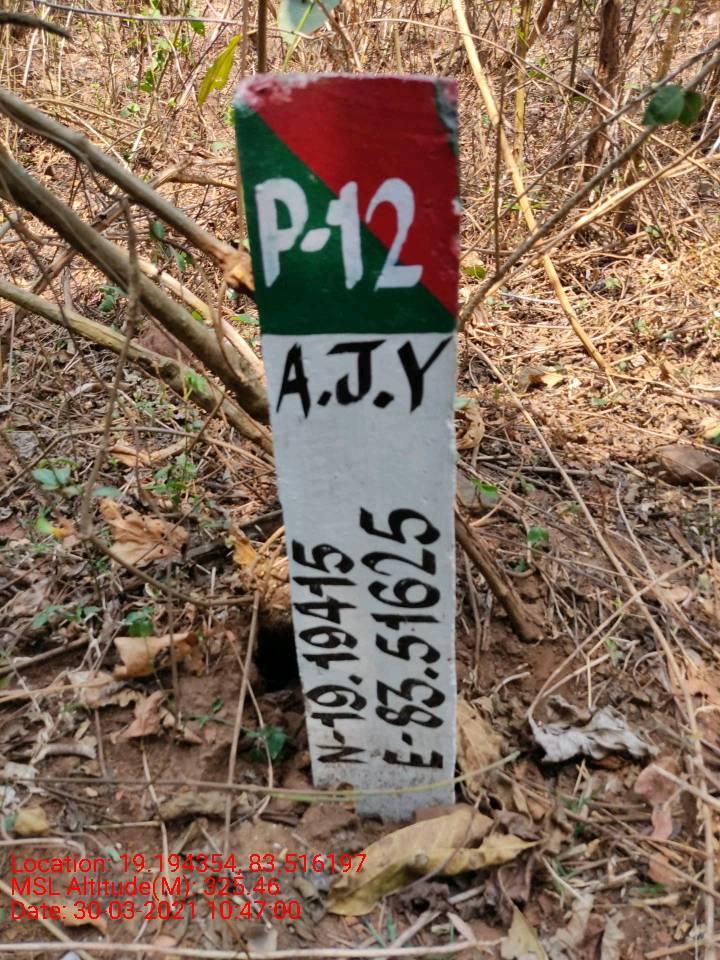 P-12
A.J.Y
N-19.19415
E-83.51625
Location: 19.194354, 83.516197
MSL Altitude(M): 325.46
Date: 30-03-2021 10:47:00